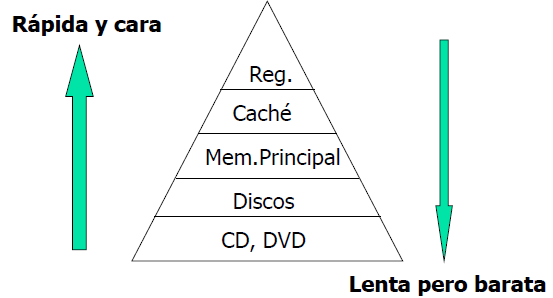 Rápida y cara
Reg.
Caché
Mem.Principal
Discos
CD, DVD
Lenta pero barata